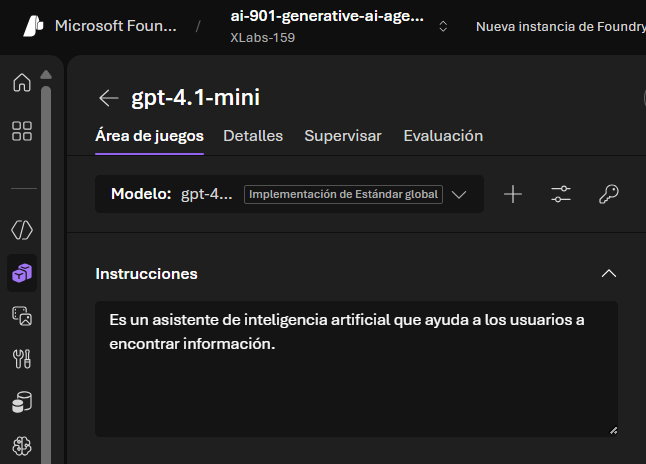 Microsoft Foun... / ai-901-generative-ai-age...
XLabs-159
Nueva instancia de Foundry
gpt-4.1-mini
Área de juegos Detalles Supervisar Evaluación
Modelo: gpt-4... Implementación de Estándar global
Instrucciones
Es un asistente de inteligencia artificial que ayuda a los usuarios a
encontrar información.